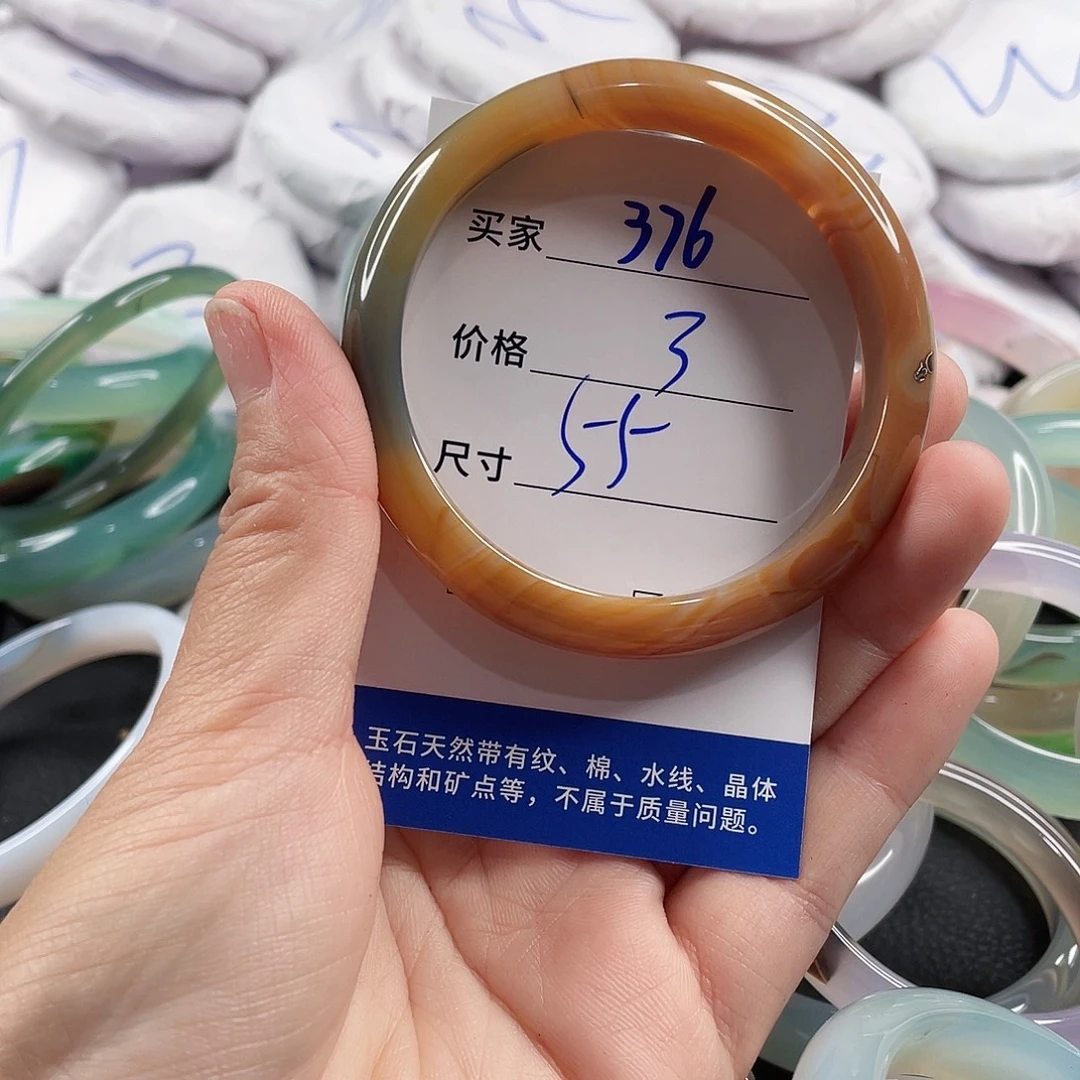 买家 376
价格 3
尺寸 55
玉石天然带有纹、棉、水线、晶体
结构和矿点等，不属于质量问题。